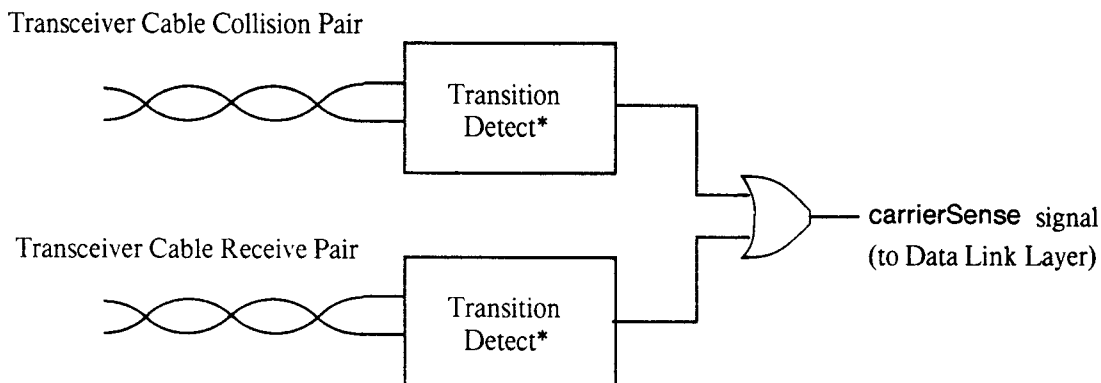 Transceiver Cable Collision Pair
Transition
Detect*
Transceiver Cable Receive Pair
Transition
Detect*
carrierSense signal
(to Data Link Layer)